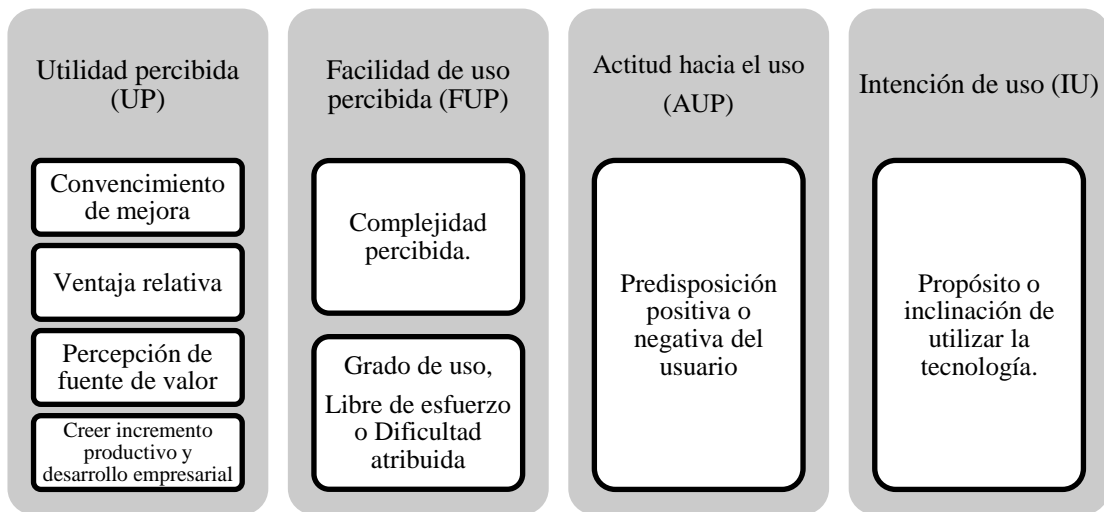 Utilidad percibida
(UP)
Convencimiento
de mejora
Ventaja relativa
Percepción de
fuente de valor
Creer incremento
productivo y
desarrollo empresarial
Facilidad de uso
percibida (FUP)
Complejidad
percibida.
Grado de uso,
Libre de esfuerzo
o Dificultad
atribuida
Actitud hacia el uso
(AUP)
Predisposición
positiva o
negativa del
usuario
Intención de uso (IU)
Propósito o
inclinación de
utilizar la
tecnología.